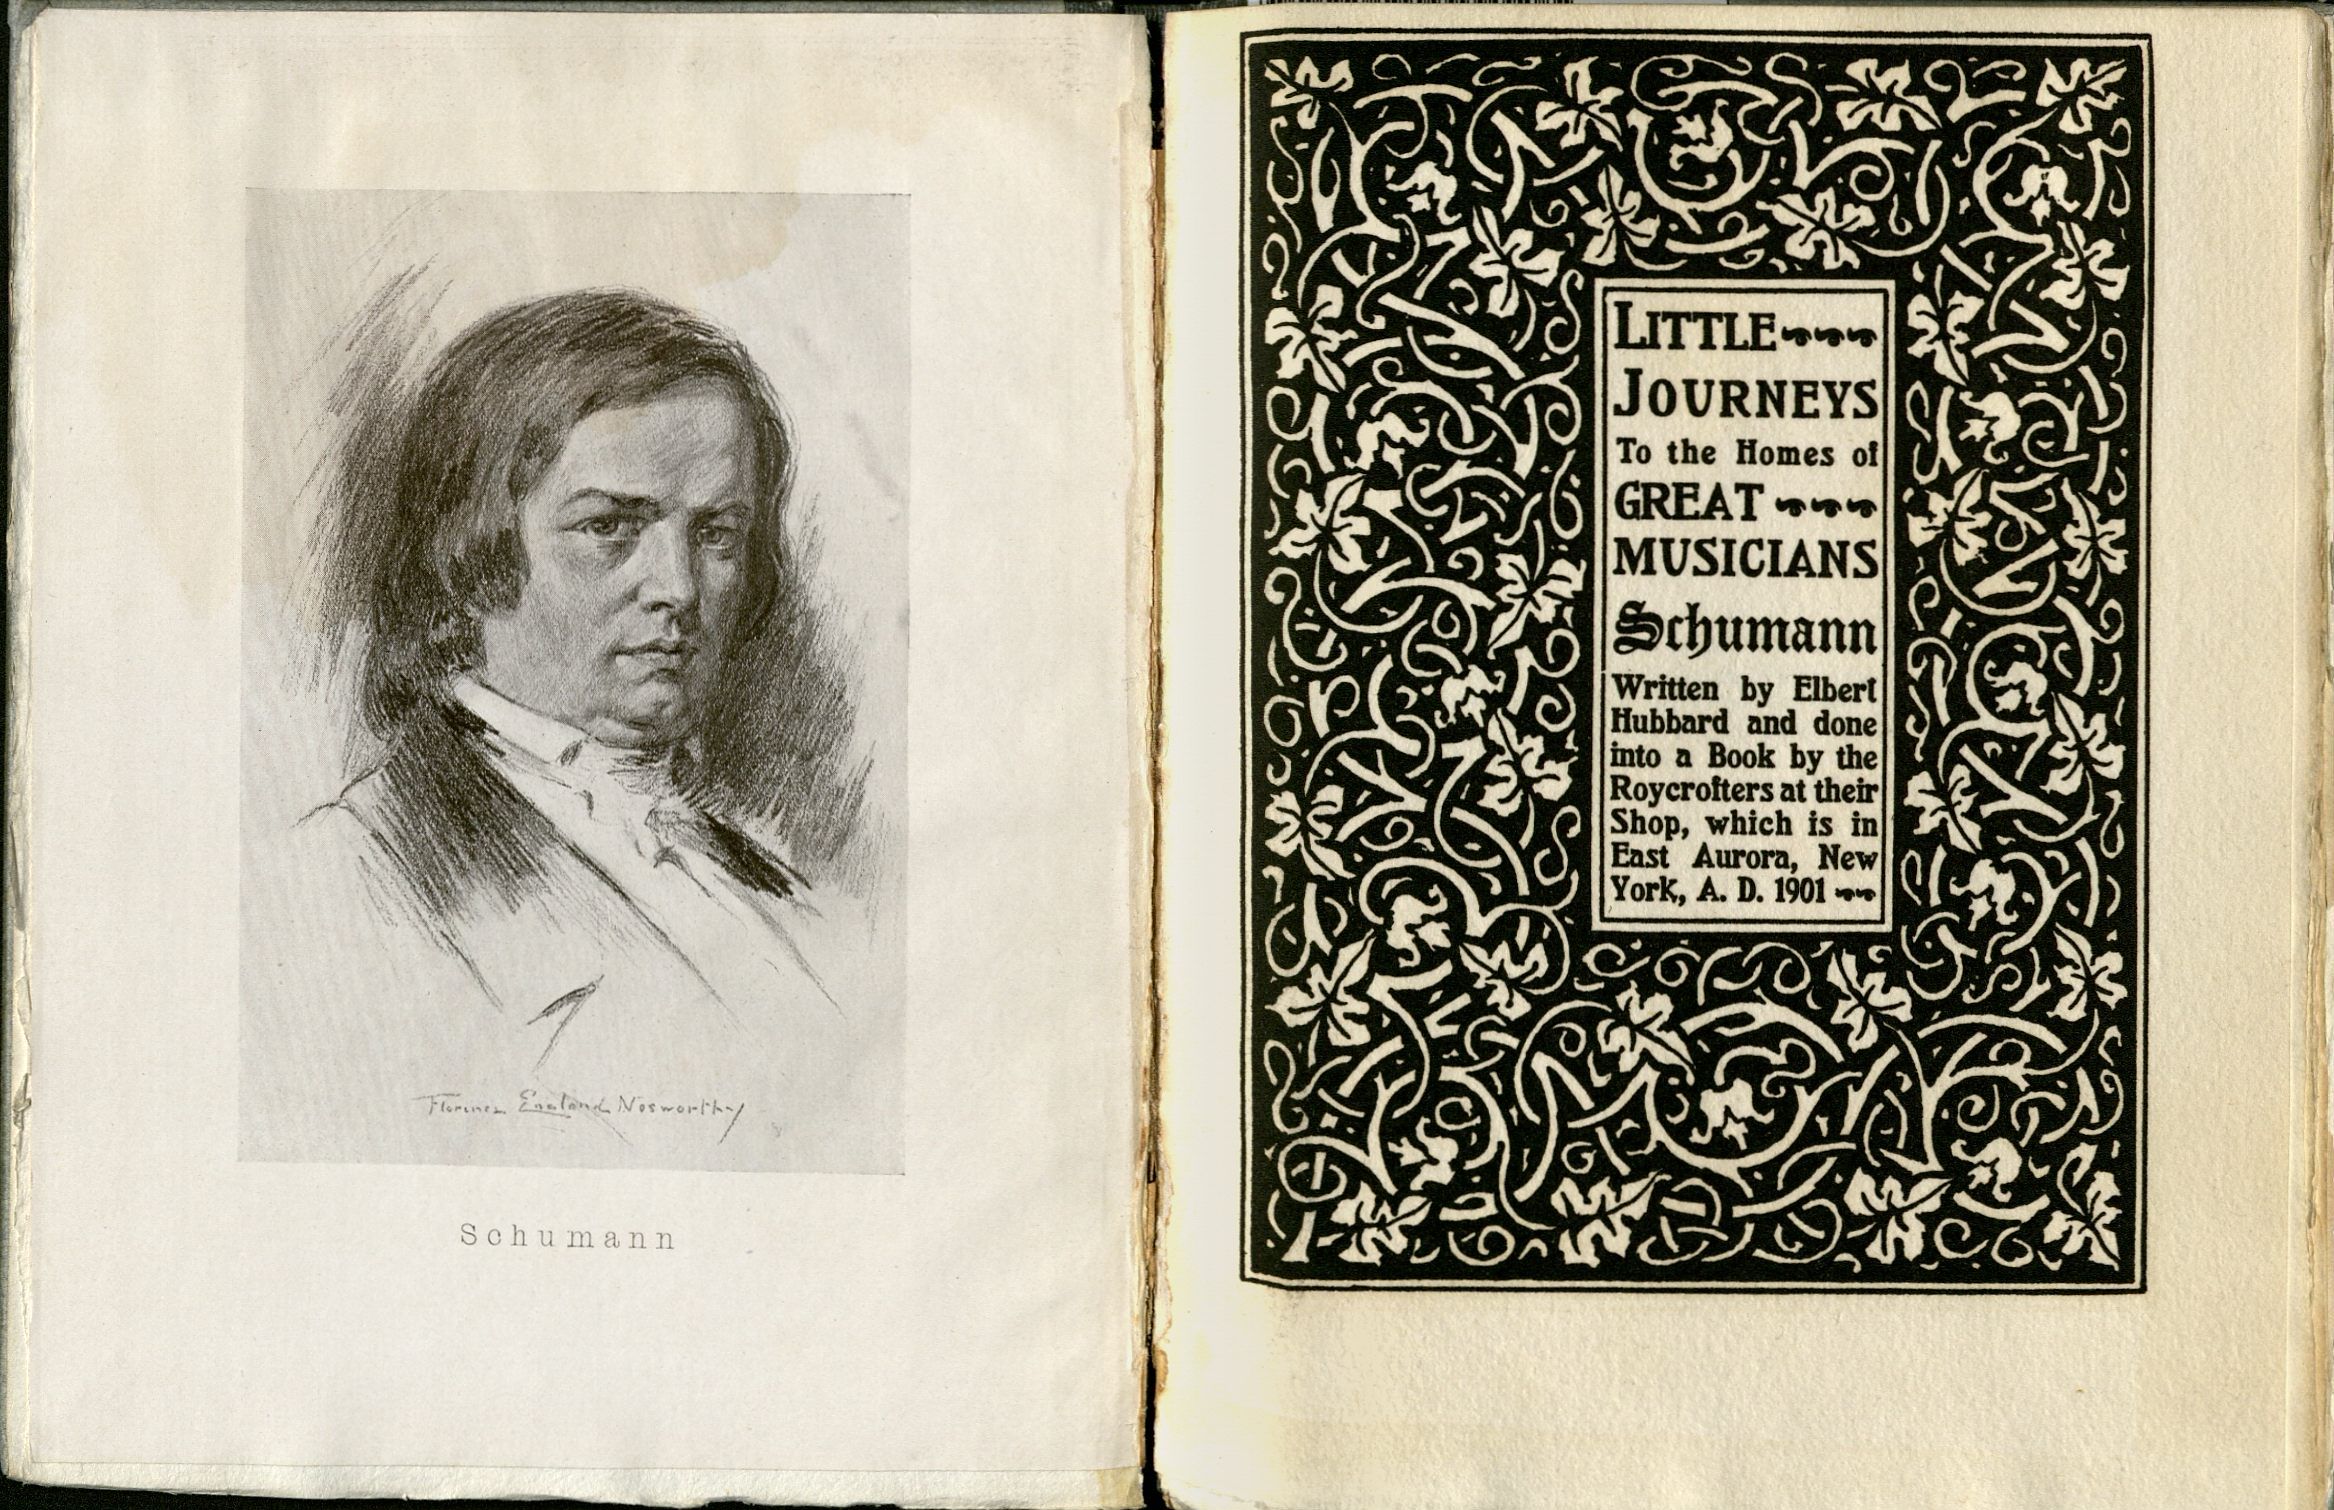 Florence England Nosworthy
Schumann
LITTLE
JOURNEYS
To the Homes of
GREAT
MUSICIANS
Schumann
Written by Elbert
Hubbard and done
into a Book by the
Roycrofters at their
Shop, which is in
East Aurora, New
York, A. D. 1901